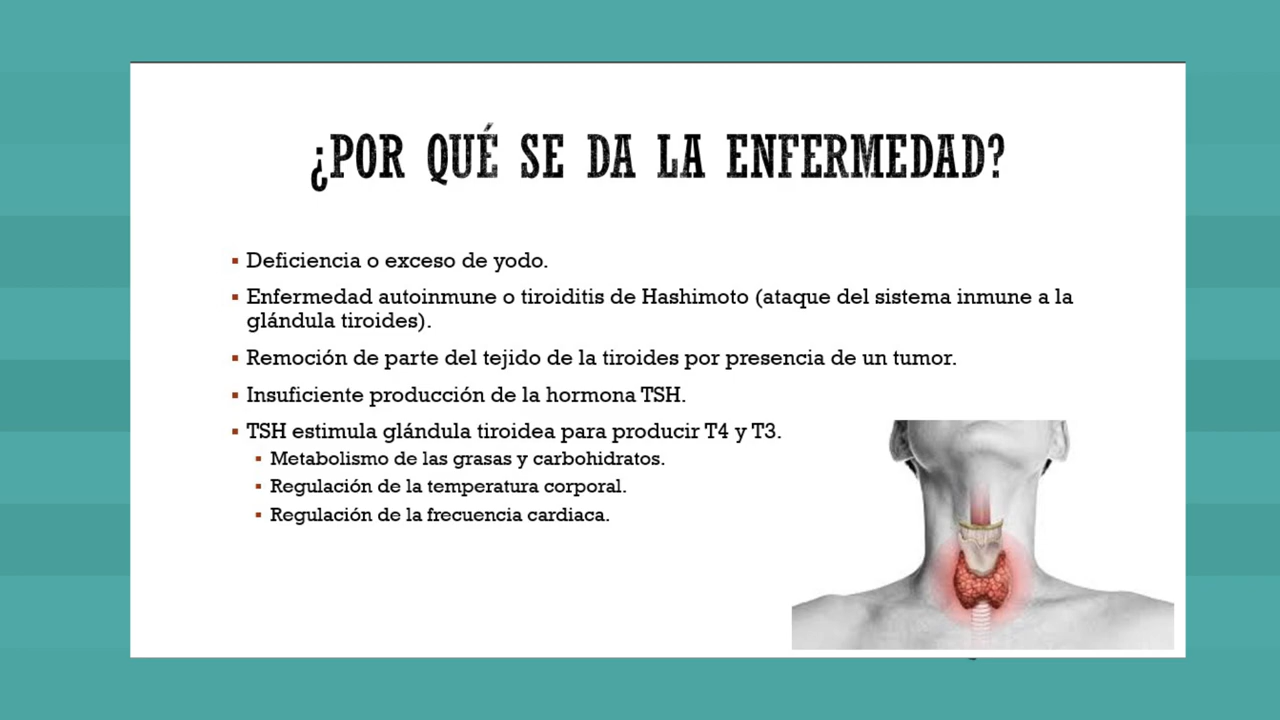 ¿POR QUÉ SE DA LA ENFERMEDAD?
▪ Deficiencia o exceso de yodo.
▪ Enfermedad autoinmune o tiroiditis de Hashimoto (ataque del sistema inmune a la
glándula tiroides).
▪ Remoción de parte del tejido de la tiroides por presencia de un tumor.
▪ Insuficiente producción de la hormona TSH.
▪ TSH estimula glándula tiroidea para producir T4 y T3.
▪ Metabolismo de las grasas y carbohidratos.
▪ Regulación de la temperatura corporal.
▪ Regulación de la frecuencia cardiaca.